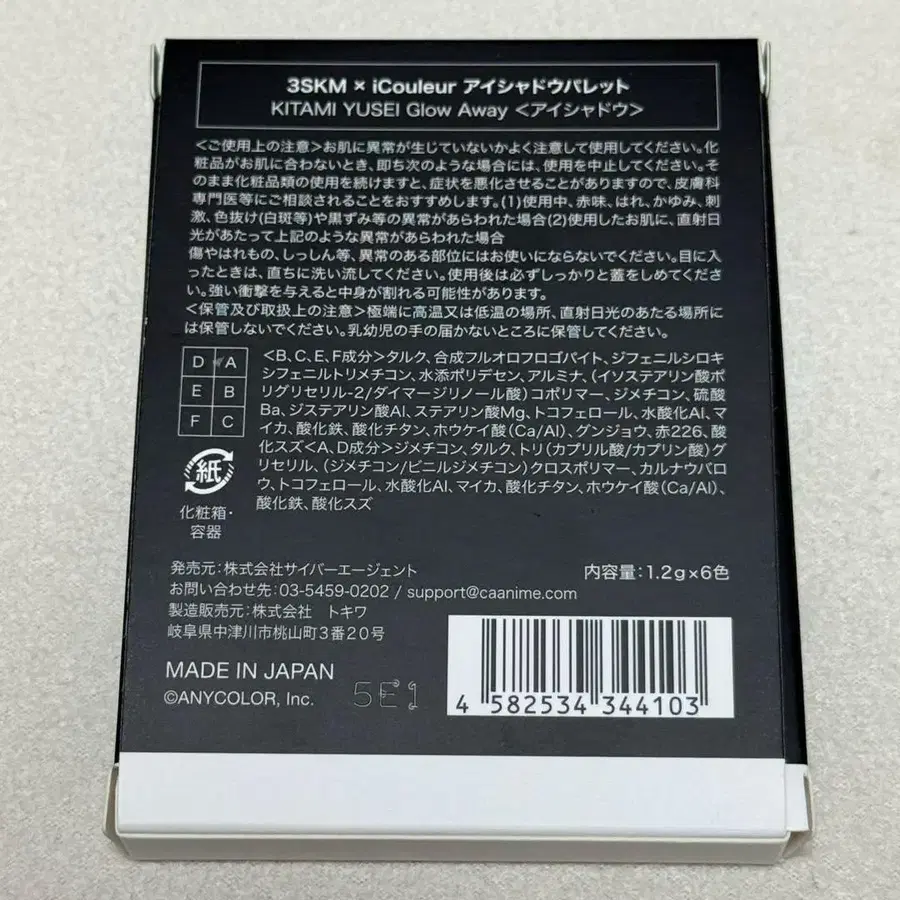 3SKM × iCouleur アイシャドウパレット
KITAMI YUSEI Glow Away <アイシャドウ>
<ご使用上の注意>お肌に異常が生じていないかよく注意して使用してください。化
粧品がお肌に合わないとき、即ち次のような場合には、使用を中止してください。そ
のまま化粧品類の使用を続けますと、症状を悪化させることがありますので、皮膚科
専門医等にご相談されることをおすすめします。(1)使用中、赤味、はれ、かゆみ、刺
激、色抜け(白斑等)や黒ずみ等の異常があらわれた場合(2)使用したお肌に、直射日
光があたって上記のような異常があらわれた場合
傷やはれもの、しっしん等、異常のある部位にはお使いにならないでください。目に入
ったときは、直ちに洗い流してください。使用後は必ずしっかりと蓋をしめてくださ
い。強い衝撃を与えると中身が割れる可能性があります。
<保管及び取扱上の注意>極端に高温又は低温の場所、直射日光のあたる場所に
は保管しないでください。乳幼児の手の届かないところに保管してください。
D A
E B
F C
<B、C、E、F成分>タルク、合成フルオロフロゴパイト、ジフェニルシロキ
シフェニルトリメチコン、水添ポリデセン、アルミナ、(イソステアリン酸ポ
リグリセリル-2/ダイマージリノール酸)コポリマー、ジメチコン、硫酸
Ba、ジステアリン酸Al、ステアリン酸Mg、トコフェロール、水酸化Al、マ
イカ、酸化鉄、酸化チタン、ホウケイ酸(Ca/Al)、グンジョウ、赤226、酸
化スズ<A、D成分>ジメチコン、タルク、トリ(カプリル酸/カプリン酸)グ
リセリル、(ジメチコン/ビニルジメチコン)クロスポリマー、カルナウバロ
ウ、トコフェロール、水酸化Al、マイカ、酸化チタン、ホウケイ酸(Ca/Al)、
酸化鉄、酸化スズ
紙
化粧箱・
容器
発売元:株式会社サイバーエージェント
内容量:1.2g×6色
お問い合わせ先:03-5459-0202 / support@caanime.com
製造販売元:株式会社 トキワ
岐阜県中津川市桃山町3番20号
MADE IN JAPAN
©ANYCOLOR, Inc.
5E1
4 582534 344103